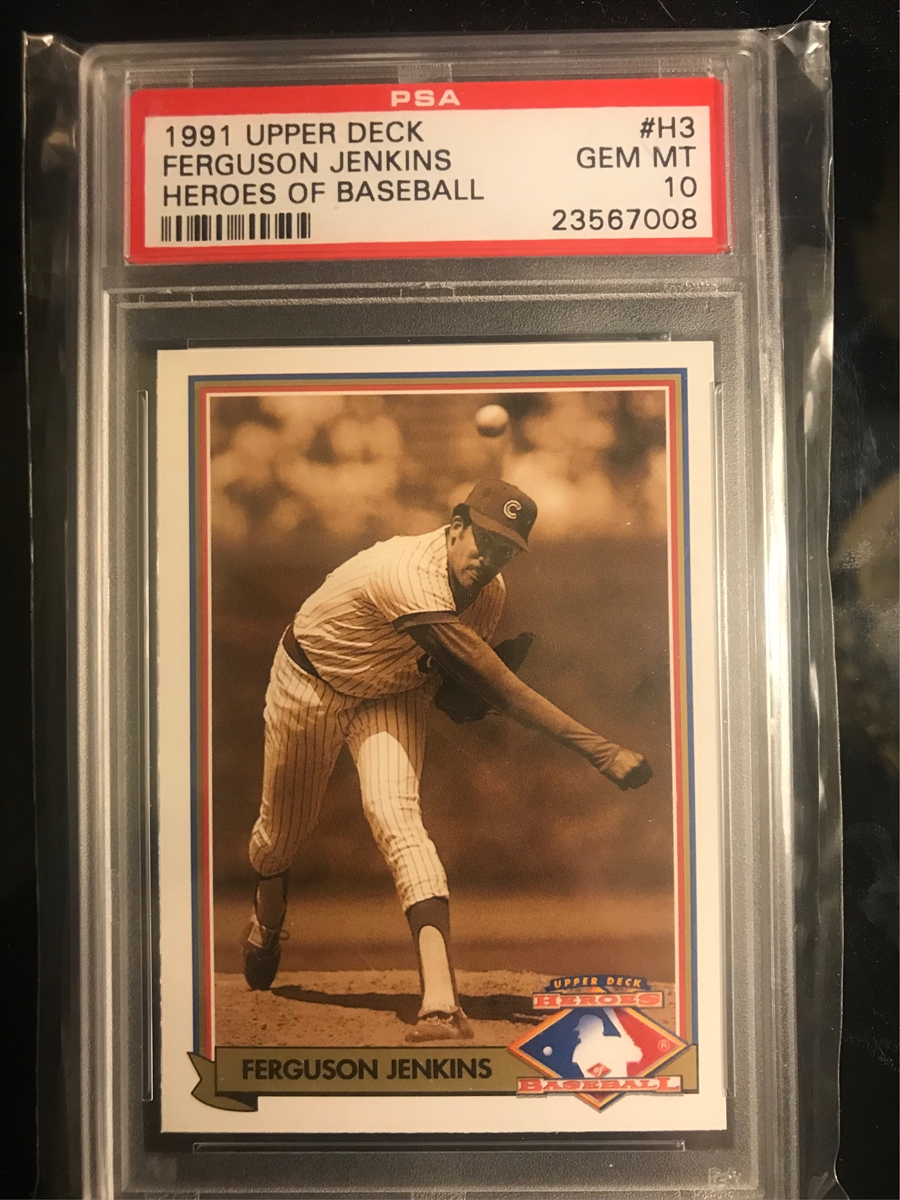 PSA
1991 UPPER DECK #H3
FERGUSON JENKINS GEM MT
HEROES OF BASEBALL 10
23567008
C
UPPER DECK
HEROES
of
BASEBALL
®
FERGUSON JENKINS